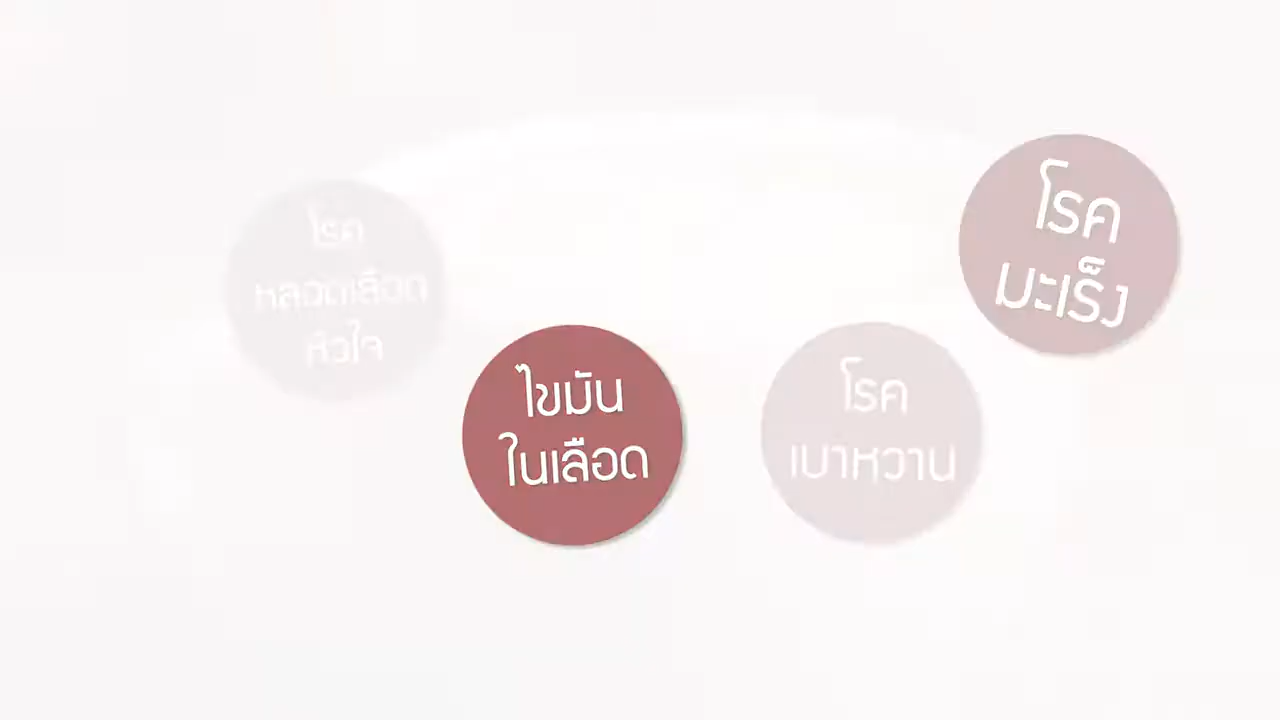 โรค
หลอดเลือด
หัวใจ
ไขมัน
ในเลือด
โรค
เบาหวาน
โรค
มะเร็ง